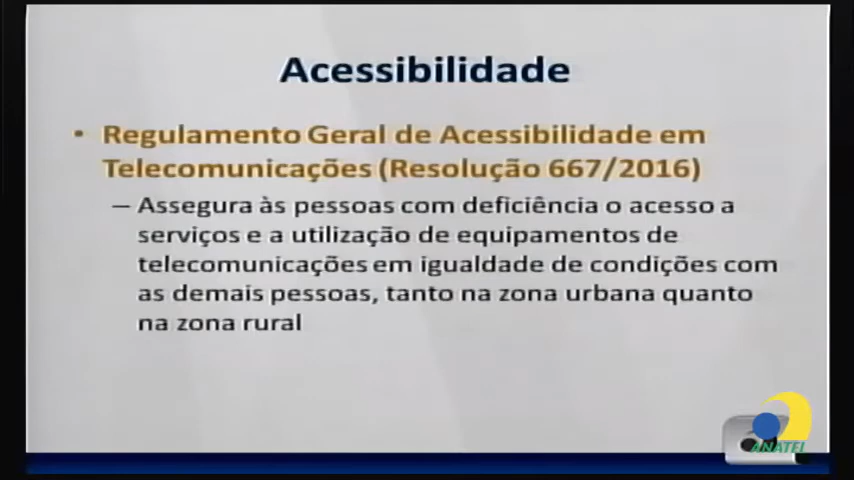 Acessibilidade
• Regulamento Geral de Acessibilidade em
Telecomunicações (Resolução 667/2016)
– Assegura às pessoas com deficiência o acesso a
serviços e a utilização de equipamentos de
telecomunicações em igualdade de condições com
as demais pessoas, tanto na zona urbana quanto
na zona rural
ANATEL